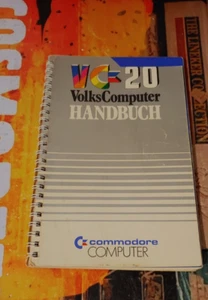 VC-20
VolksComputer
HANDBUCH
commodore
COMPUTER